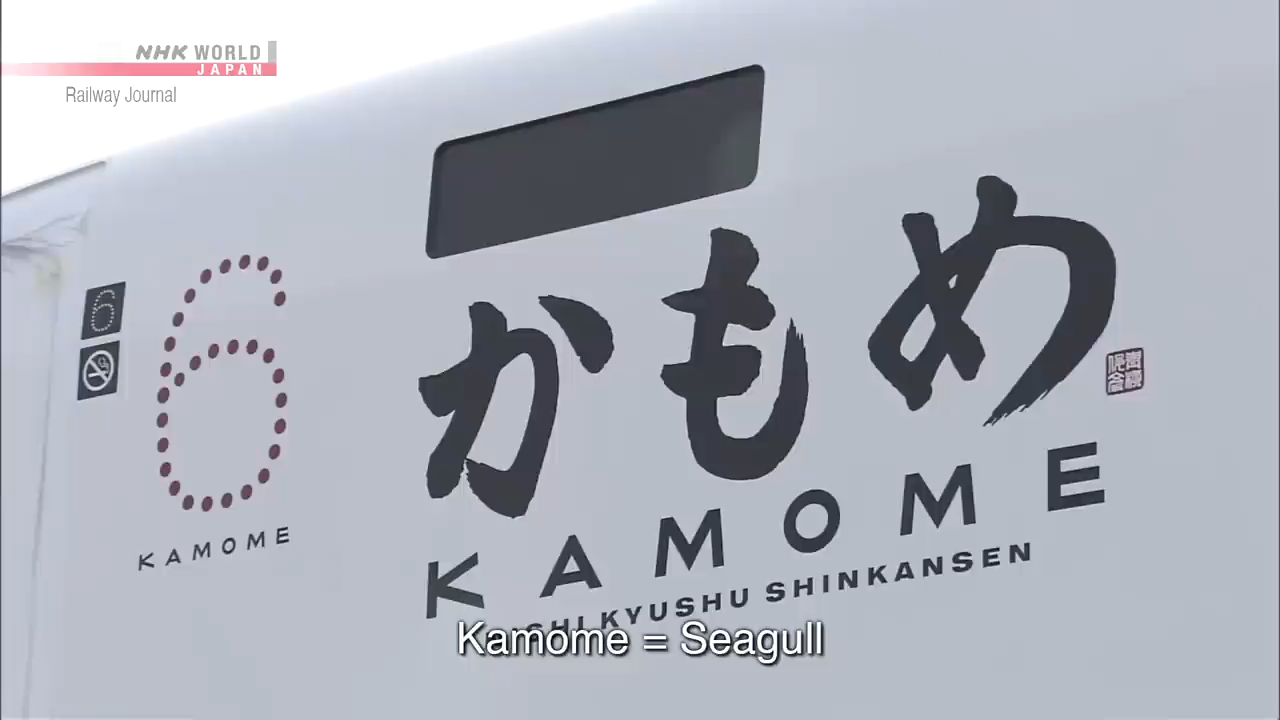 NHK WORLD
JAPAN
Railway Journal
6
6
KAMOME
かもめ
KAMOME
KYUSHU SHINKANSEN
Kamome = Seagull